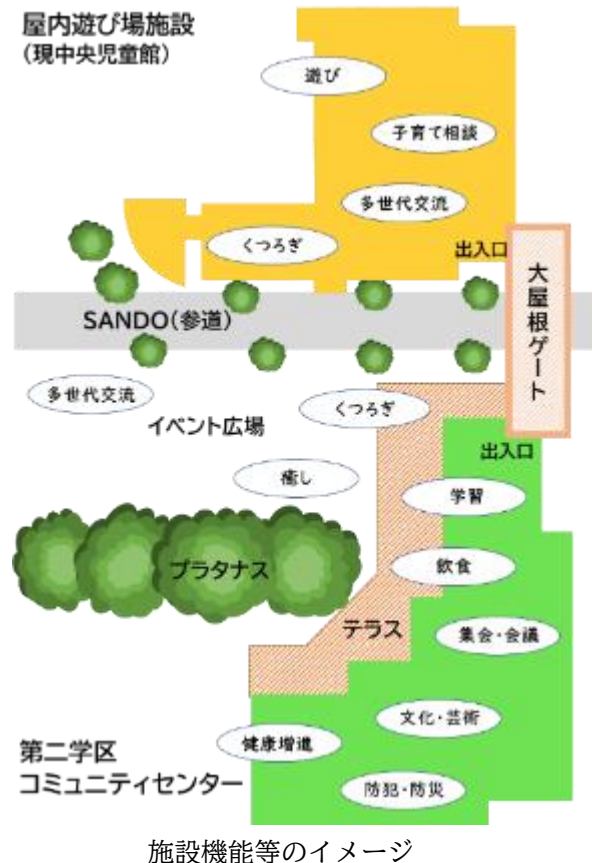 屋内遊び場施設
(現中央児童館)
遊び
子育て相談
多世代交流
くつろぎ
出入口
大屋根ゲート
SANDO(参道)
多世代交流
くつろぎ
イベント広場
出入口
癒し
学習
プラタナス
飲食
テラス
集会・会議
文化・芸術
健康増進
第二学区
コミュニティセンター
防犯・防災
施設機能等のイメージ